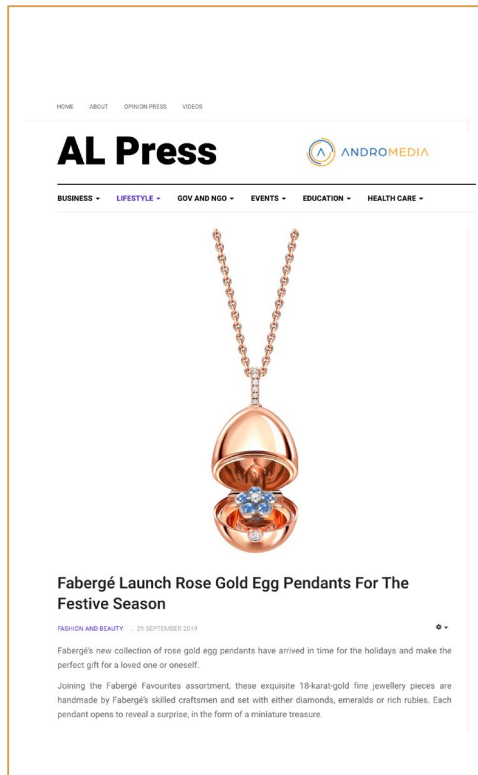 HOME ABOUT OPINION PRESS VIDEOS
AL Press
ANDROMEDIA
BUSINESS LIFESTYLE GOV AND NGO EVENTS EDUCATION HEALTH CARE
Fabergé Launch Rose Gold Egg Pendants For The
Festive Season
FASHION AND BEAUTY . 29 SEPTEMBER 2019
Fabergé's new collection of rose gold egg pendants have arrived in time for the holidays and make the
perfect gift for a loved one or oneself.
Joining the Fabergé Favourites assortment, these exquisite 18-karat-gold fine jewellery pieces are
handmade by Fabergé's skilled craftsmen and set with either diamonds, emeralds or rich rubies. Each
pendant opens to reveal a surprise, in the form of a miniature treasure.